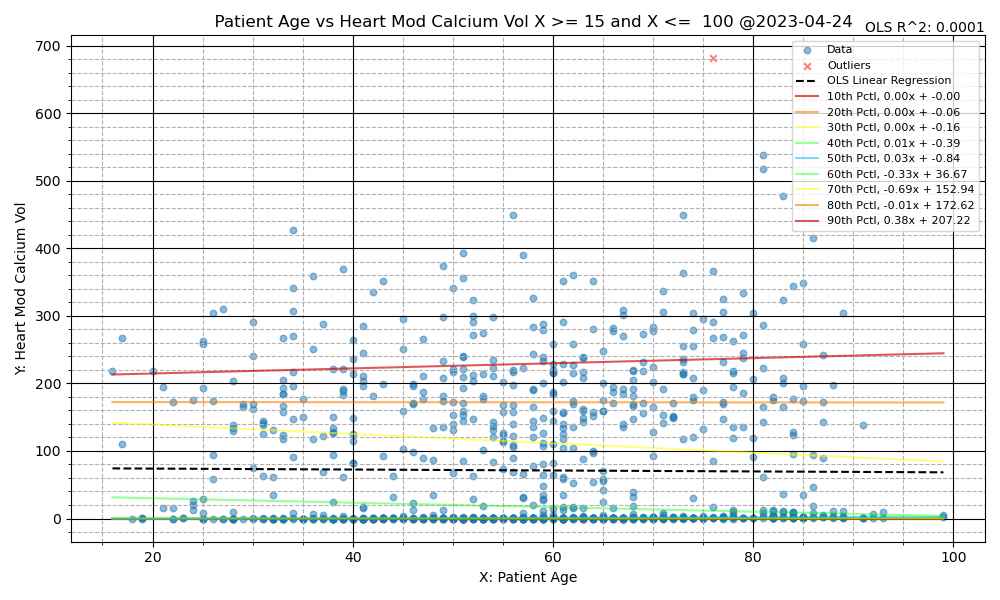 Patient Age vs Heart Mod Calcium Vol X >= 15 and X <=  100 @2023-04-24
OLS R^2: 0.0001
Data
Outliers
OLS Linear Regression
10th Pctl, 0.00x + -0.00
20th Pctl, 0.00x + -0.06
30th Pctl, 0.00x + -0.16
40th Pctl, 0.01x + -0.39
50th Pctl, 0.03x + -0.84
60th Pctl, -0.33x + 36.67
70th Pctl, -0.69x + 152.94
80th Pctl, -0.01x + 172.62
90th Pctl, 0.38x + 207.22
Y: Heart Mod Calcium Vol
700
600
500
400
300
200
100
0
20
40
60
80
100
X: Patient Age